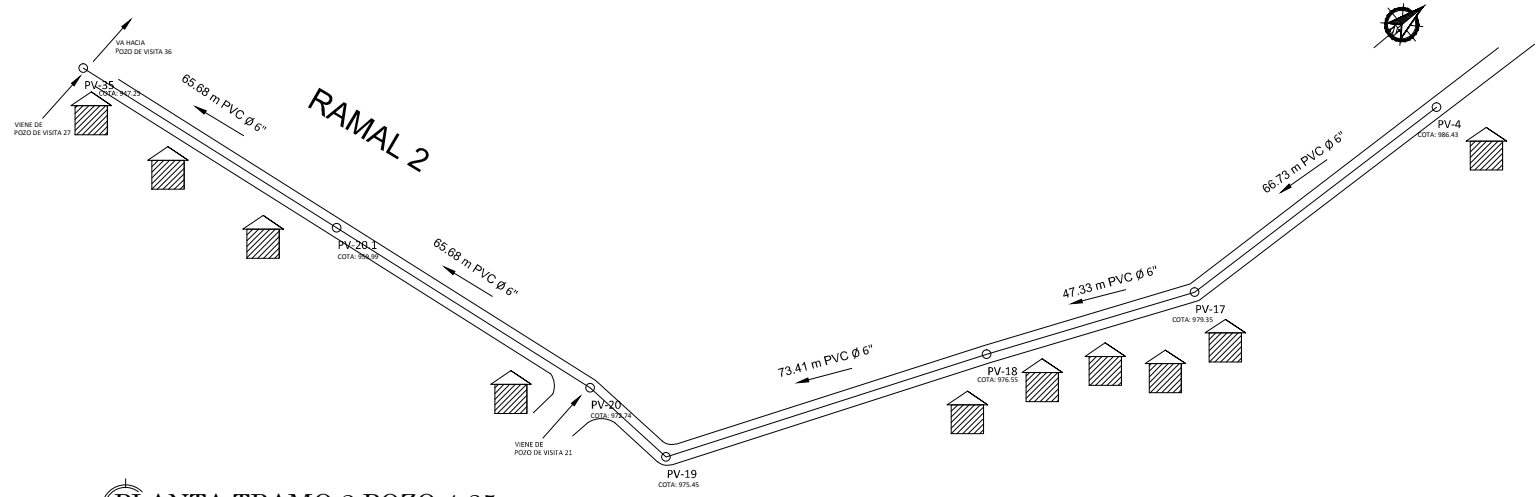 VA HACIA
POZO DE VISITA 36
PV-35
COTA: 947.25
VIENE DE
POZO DE VISITA 27
65.68 m PVC Ø 6"
RAMAL 2
PV-20.1
COTA: 959.99
65.68 m PVC Ø 6"
PV-20
COTA: 972.74
VIENE DE
POZO DE VISITA 21
PV-19
COTA: 975.45
73.41 m PVC Ø 6"
PV-18
COTA: 976.55
47.33 m PVC Ø 6"
PV-17
COTA: 979.35
66.73 m PVC Ø 6"
PV-4
COTA: 986.43
PLANTA TRAMO 2 POZO 4-35